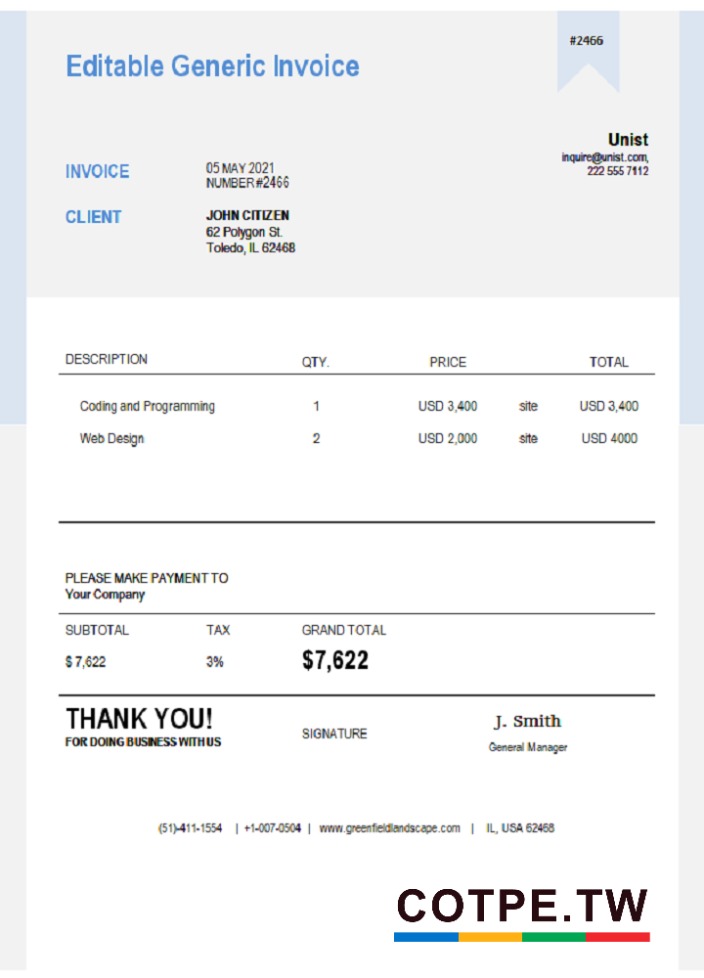 #2466
Editable Generic Invoice
Unist
inquire@unist.com,
222 555 7112
INVOICE
05 MAY 2021
NUMBER #2466
CLIENT
JOHN CITIZEN
62 Polygon St.
Toledo, IL 62468
DESCRIPTION QTY. PRICE TOTAL
Coding and Programming 1 USD 3,400 site USD 3,400
Web Design 2 USD 2,000 site USD 4000
PLEASE MAKE PAYMENT TO
Your Company
SUBTOTAL TAX GRAND TOTAL
$ 7,622 3% $7,622
THANK YOU!
FOR DOING BUSINESS WITH US
SIGNATURE
J. Smith
General Manager
(51)-411-1554 | +1-007-0504 | www.greenfieldlandscape.com | IL, USA 62468
COTPE.TW